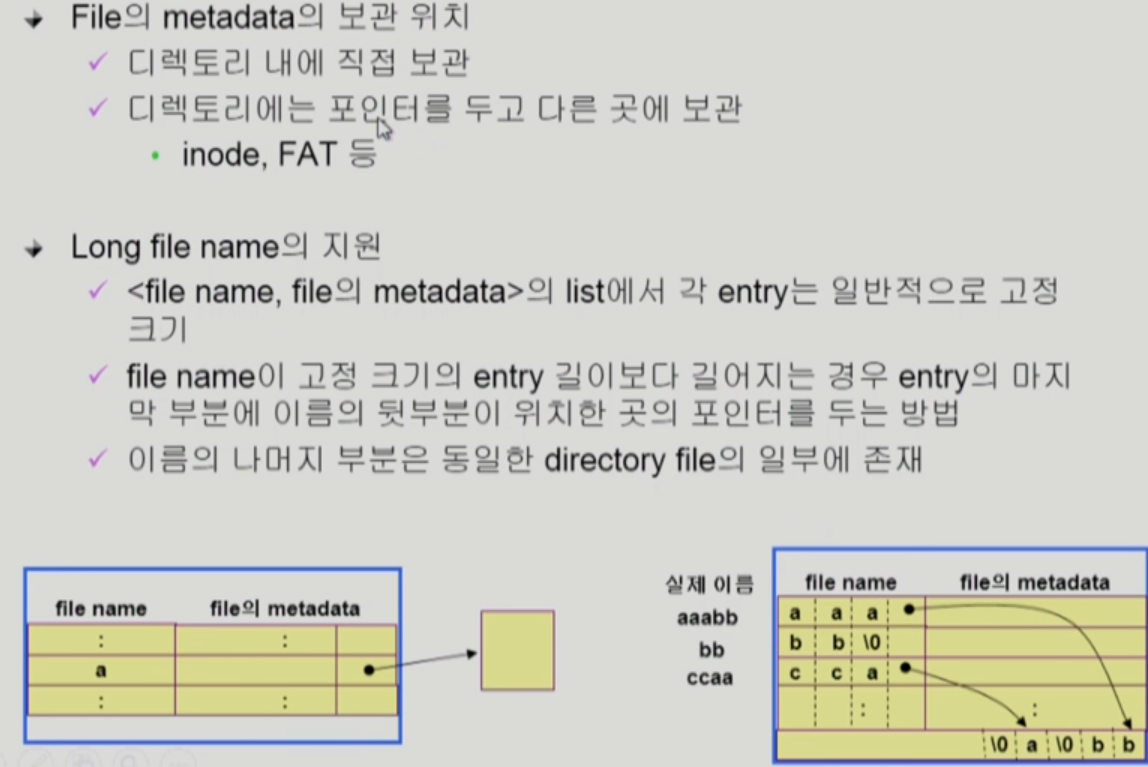 File의 metadata의 보관 위치
디렉토리 내에 직접 보관
디렉토리에는 포인터를 두고 다른 곳에 보관
inode, FAT 등
Long file name의 지원
<file name, file의 metadata>의 list에서 각 entry는 일반적으로 고정
크기
file name이 고정 크기의 entry 길이보다 길어지는 경우 entry의 마지
막 부분에 이름의 뒷부분이 위치한 곳의 포인터를 두는 방법
이름의 나머지 부분은 동일한 directory file의 일부에 존재
file name file의 metadata
: :
a
: :
실제 이름
aaabb
bb
ccaa
file name file의 metadata
a a a
b b \0
c c a
: :
\0 a \0 b b